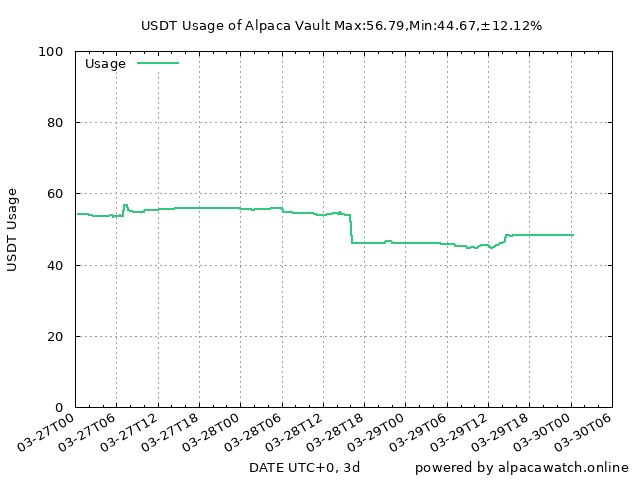 USDT Usage of Alpaca Vault Max:56.79,Min:44.67,±12.12%
Usage
100
80
60
40
20
0
USDT Usage
03-27T00
03-27T06
03-27T12
03-27T18
03-28T00
03-28T06
03-28T12
03-28T18
03-29T00
03-29T06
03-29T12
03-29T18
03-30T00
03-30T06
DATE UTC+0, 3d
powered by alpacawatch.online